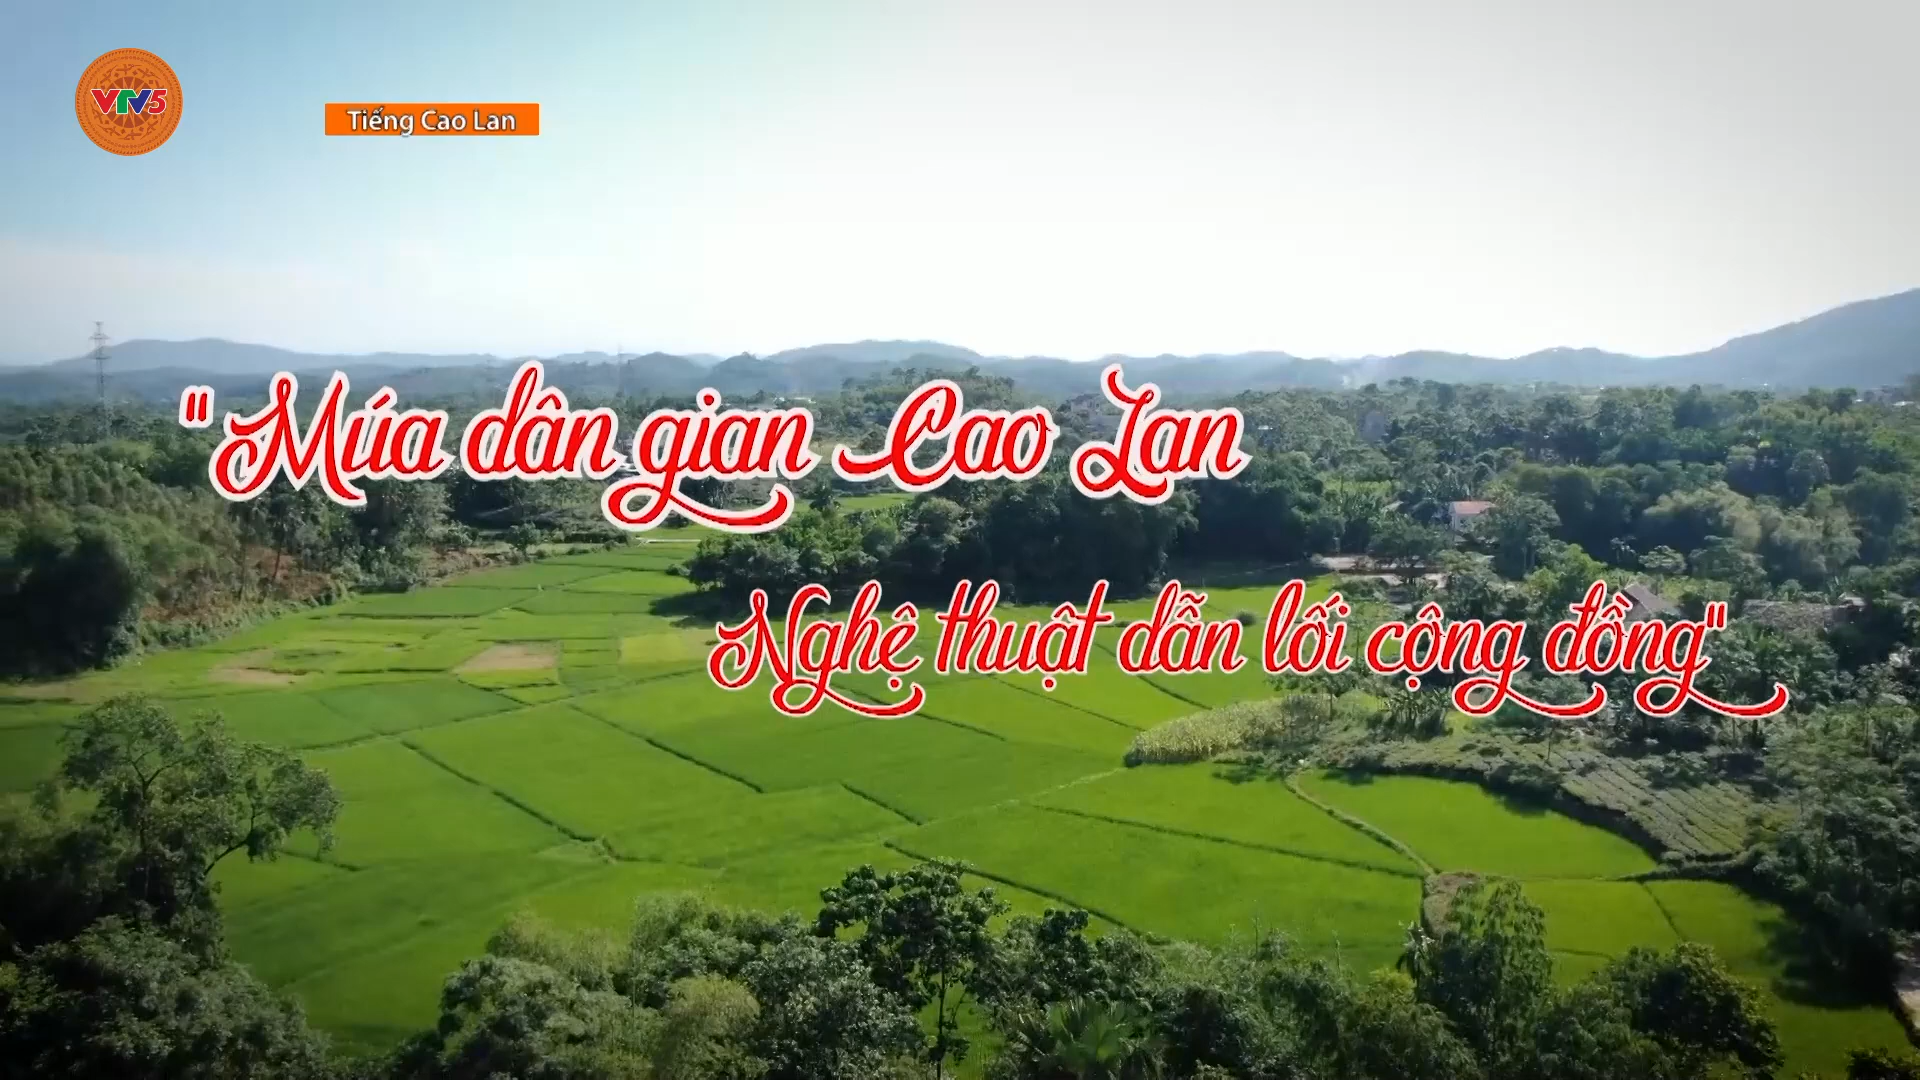 VTV5
Tiếng Cao Lan
"Múa dân gian Cao Lan
Nghệ thuật dẫn lối cộng đồng"